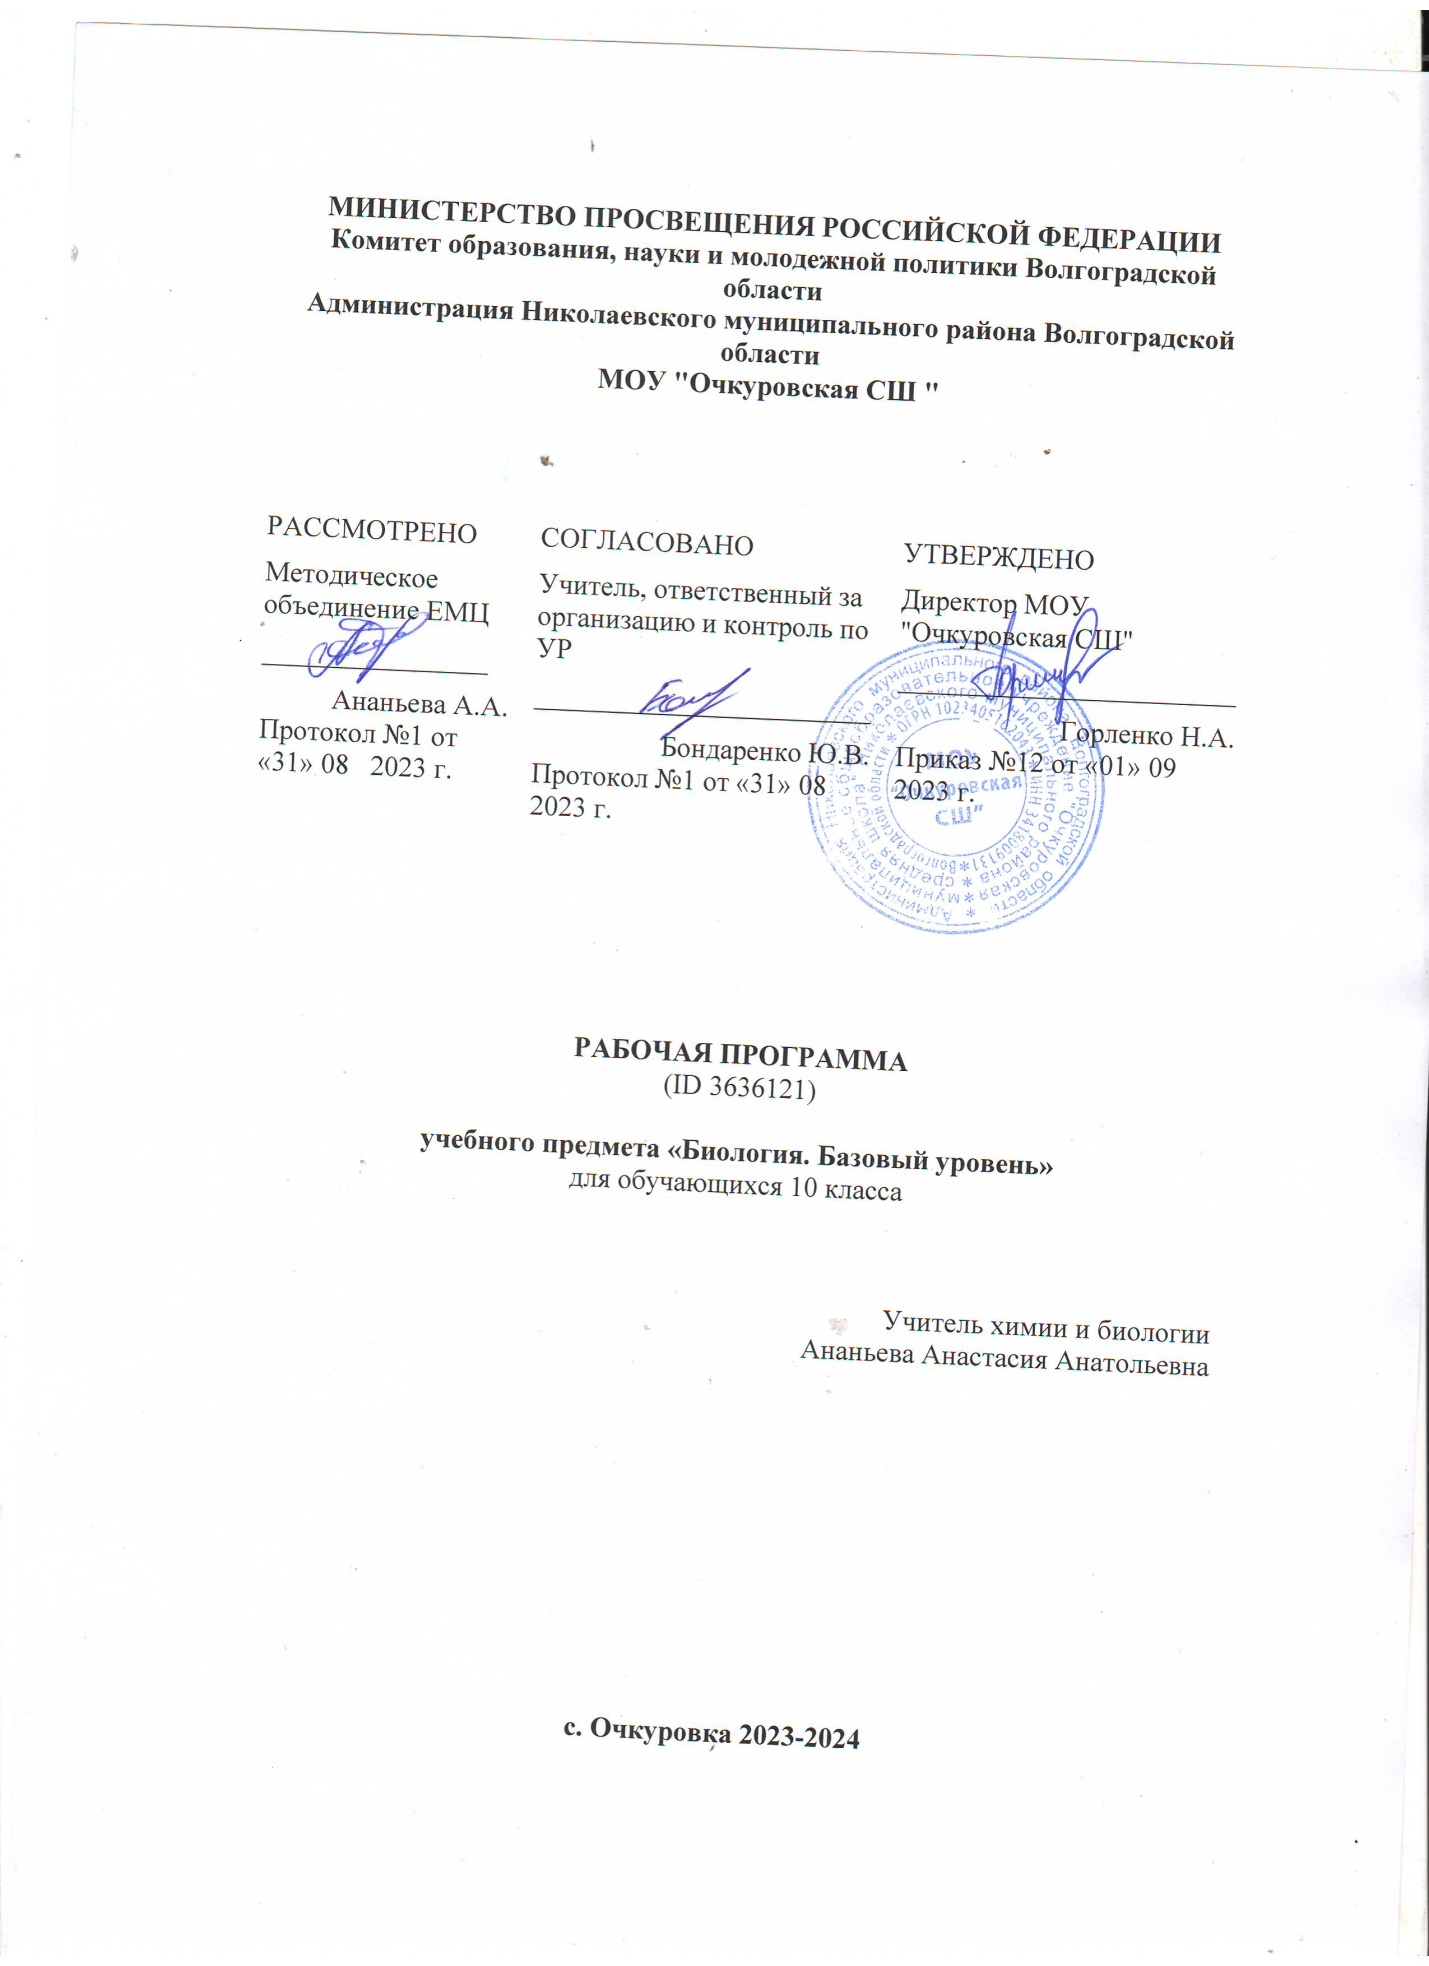 МИНИСТЕРСТВО ПРОСВЕЩЕНИЯ РОССИЙСКОЙ ФЕДЕРАЦИИ
Комитет образования, науки и молодежной политики Волгоградской
области
Администрация Николаевского муниципального района Волгоградской
области
МОУ "Очкуровская СШ "
РАССМОТРЕНО
Методическое
объединение ЕМЦ
Ананьева А.А.
Протокол №1 от
«31» 08 2023 г.
СОГЛАСОВАНО
Учитель, ответственный за
организацию и контроль по
УР
Бондаренко Ю.В.
Протокол №1 от «31» 08
2023 г.
УТВЕРЖДЕНО
Директор МОУ
"Очкуровская СШ"
Горленко Н.А.
Приказ №12 от «01» 09
2023 г.
МОУ
"Очкуровская
СШ"
РАБОЧАЯ ПРОГРАММА
(ID 3636121)
учебного предмета «Биология. Базовый уровень»
для обучающихся 10 класса
Учитель химии и биологии
Ананьева Анастасия Анатольевна
с. Очкуровка 2023-2024